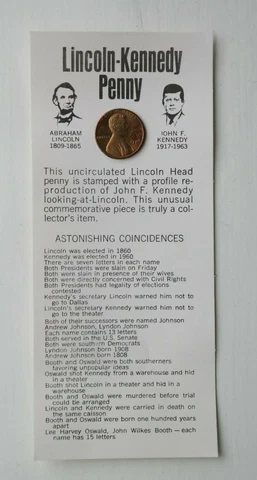 Lincoln-Kennedy
Penny
ABRAHAM
LINCOLN
1809-1865
JOHN F.
KENNEDY
1917-1963
This uncirculated Lincoln Head
penny is stamped with a profile re-
production of John F. Kennedy
looking-at-Lincoln. This unusual
commemorative piece is truly a col-
lector's item.
ASTONISHING COINCIDENCES
Lincoln was elected in 1860
Kennedy was elected in 1960
There are seven letters in each name
Both Presidents were slain on Friday
Both were slain in presence of their wives
Both were directly concerned with Civil Rights
Both Presidents had legality of elections
contested
Kennedy's secretary Lincoln warned him not to
go to Dallas
Lincoln's secretary Kennedy warned him not to
go to the theater
Both of their successors were named Johnson
Andrew Johnson, Lyndon Johnson
Each name contains 13 letters
Both served in the U.S. Senate
Both were southern Democrats
Lyndon Johnson born 1908
Andrew Johnson born 1808
Booth and Oswald were both southerners
favoring unpopular ideas
Oswald shot Kennedy from a warehouse and hid
in a theater
Booth shot Lincoln in a theater and hid in a
warehouse
Booth and Oswald were murdered before trial
could be arranged
Lincoln and Kennedy were carried in death on
the same caisson
Booth and Oswald were born one hundred years
apart
Lee Harvey Oswald, John Wilkes Booth — each
name has 15 letters